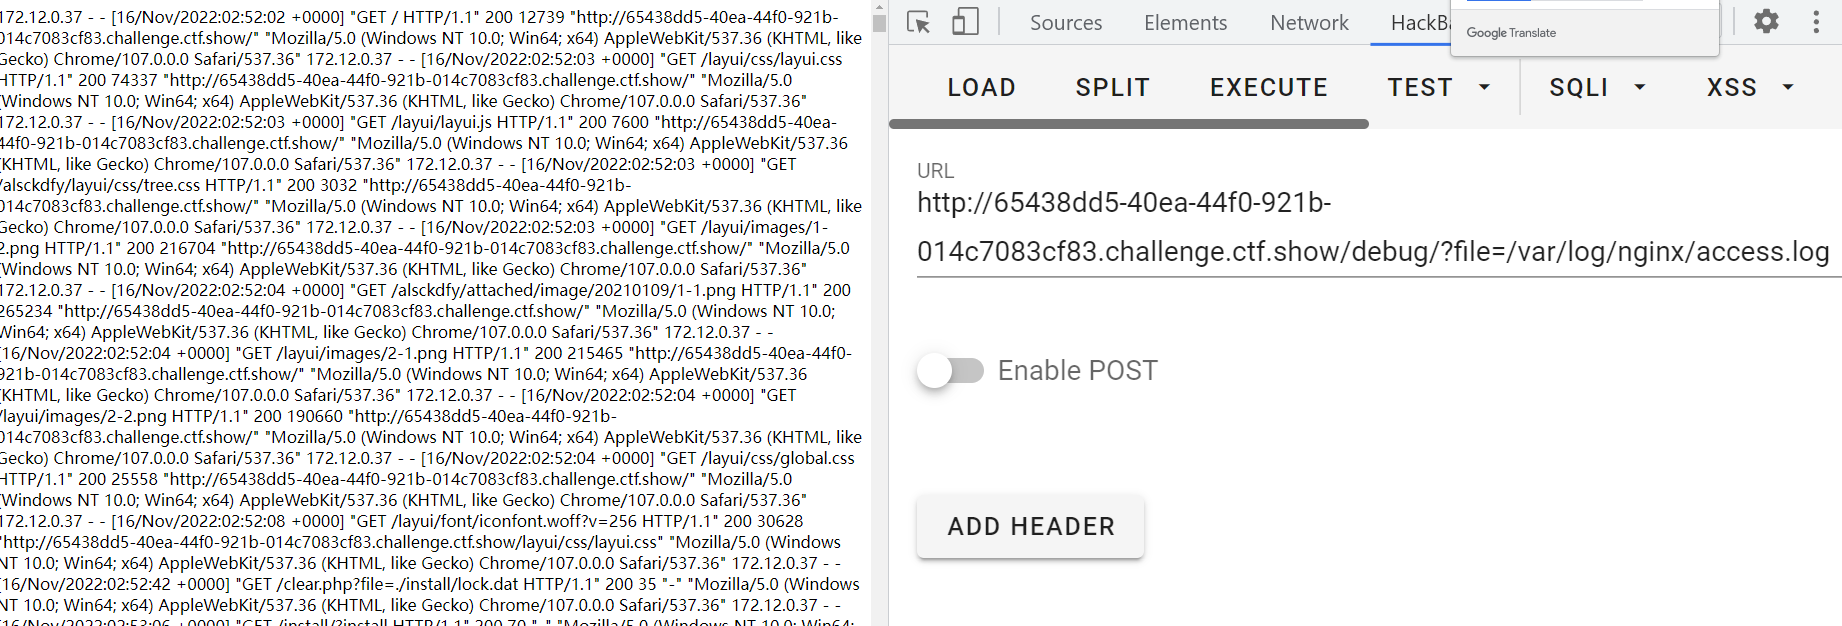 172.12.0.37 - - [16/Nov/2022:02:52:02 +0000] "GET / HTTP/1.1" 200 12739 "http://65438dd5-40ea-44f0-921b-
014c7083cf83.challenge.ctf.show/" "Mozilla/5.0 (Windows NT 10.0; Win64; x64) AppleWebKit/537.36 (KHTML, like
Gecko) Chrome/107.0.0.0 Safari/537.36" 172.12.0.37 - - [16/Nov/2022:02:52:03 +0000] "GET /layui/css/layui.css
HTTP/1.1" 200 74337 "http://65438dd5-40ea-44f0-921b-014c7083cf83.challenge.ctf.show/" "Mozilla/5.0
(Windows NT 10.0; Win64; x64) AppleWebKit/537.36 (KHTML, like Gecko) Chrome/107.0.0.0 Safari/537.36"
172.12.0.37 - - [16/Nov/2022:02:52:03 +0000] "GET /layui/layui.js HTTP/1.1" 200 7600 "http://65438dd5-40ea-
44f0-921b-014c7083cf83.challenge.ctf.show/" "Mozilla/5.0 (Windows NT 10.0; Win64; x64) AppleWebKit/537.36
(KHTML, like Gecko) Chrome/107.0.0.0 Safari/537.36" 172.12.0.37 - - [16/Nov/2022:02:52:03 +0000] "GET
/alsckdfy/layui/css/tree.css HTTP/1.1" 200 3032 "http://65438dd5-40ea-44f0-921b-
014c7083cf83.challenge.ctf.show/" "Mozilla/5.0 (Windows NT 10.0; Win64; x64) AppleWebKit/537.36 (KHTML, like
Gecko) Chrome/107.0.0.0 Safari/537.36" 172.12.0.37 - - [16/Nov/2022:02:52:03 +0000] "GET /layui/images/1-
2.png HTTP/1.1" 200 216704 "http://65438dd5-40ea-44f0-921b-014c7083cf83.challenge.ctf.show/" "Mozilla/5.0
(Windows NT 10.0; Win64; x64) AppleWebKit/537.36 (KHTML, like Gecko) Chrome/107.0.0.0 Safari/537.36"
172.12.0.37 - - [16/Nov/2022:02:52:04 +0000] "GET /alsckdfy/attached/image/20210109/1-1.png HTTP/1.1" 200
265234 "http://65438dd5-40ea-44f0-921b-014c7083cf83.challenge.ctf.show/" "Mozilla/5.0 (Windows NT 10.0;
Win64; x64) AppleWebKit/537.36 (KHTML, like Gecko) Chrome/107.0.0.0 Safari/537.36" 172.12.0.37 - -
[16/Nov/2022:02:52:04 +0000] "GET /layui/images/2-1.png HTTP/1.1" 200 215465 "http://65438dd5-40ea-44f0-
921b-014c7083cf83.challenge.ctf.show/" "Mozilla/5.0 (Windows NT 10.0; Win64; x64) AppleWebKit/537.36
(KHTML, like Gecko) Chrome/107.0.0.0 Safari/537.36" 172.12.0.37 - - [16/Nov/2022:02:52:04 +0000] "GET
/layui/images/2-2.png HTTP/1.1" 200 190660 "http://65438dd5-40ea-44f0-921b-
014c7083cf83.challenge.ctf.show/" "Mozilla/5.0 (Windows NT 10.0; Win64; x64) AppleWebKit/537.36 (KHTML, like
Gecko) Chrome/107.0.0.0 Safari/537.36" 172.12.0.37 - - [16/Nov/2022:02:52:04 +0000] "GET /layui/css/global.css
HTTP/1.1" 200 25558 "http://65438dd5-40ea-44f0-921b-014c7083cf83.challenge.ctf.show/" "Mozilla/5.0
(Windows NT 10.0; Win64; x64) AppleWebKit/537.36 (KHTML, like Gecko) Chrome/107.0.0.0 Safari/537.36"
172.12.0.37 - - [16/Nov/2022:02:52:08 +0000] "GET /layui/font/iconfont.woff?v=256 HTTP/1.1" 200 30628
"http://65438dd5-40ea-44f0-921b-014c7083cf83.challenge.ctf.show/layui/css/layui.css" "Mozilla/5.0 (Windows
NT 10.0; Win64; x64) AppleWebKit/537.36 (KHTML, like Gecko) Chrome/107.0.0.0 Safari/537.36" 172.12.0.37 - -
[16/Nov/2022:02:52:42 +0000] "GET /clear.php?file=./install/lock.dat HTTP/1.1" 200 35 "-" "Mozilla/5.0 (Windows
NT 10.0; Win64; x64) AppleWebKit/537.36 (KHTML, like Gecko) Chrome/107.0.0.0 Safari/537.36" 172.12.0.37 - -
[16/Nov/2022:02:53:06 +0000] "GET /install/?install HTTP/1.1" 200 70 "-" "Mozilla/5.0 (Windows NT 10.0; Win64;
Sources Elements Network HackBa
Google Translate
LOAD SPLIT EXECUTE TEST SQLI XSS
URL
http://65438dd5-40ea-44f0-921b-
014c7083cf83.challenge.ctf.show/debug/?file=/var/log/nginx/access.log
Enable POST
ADD HEADER